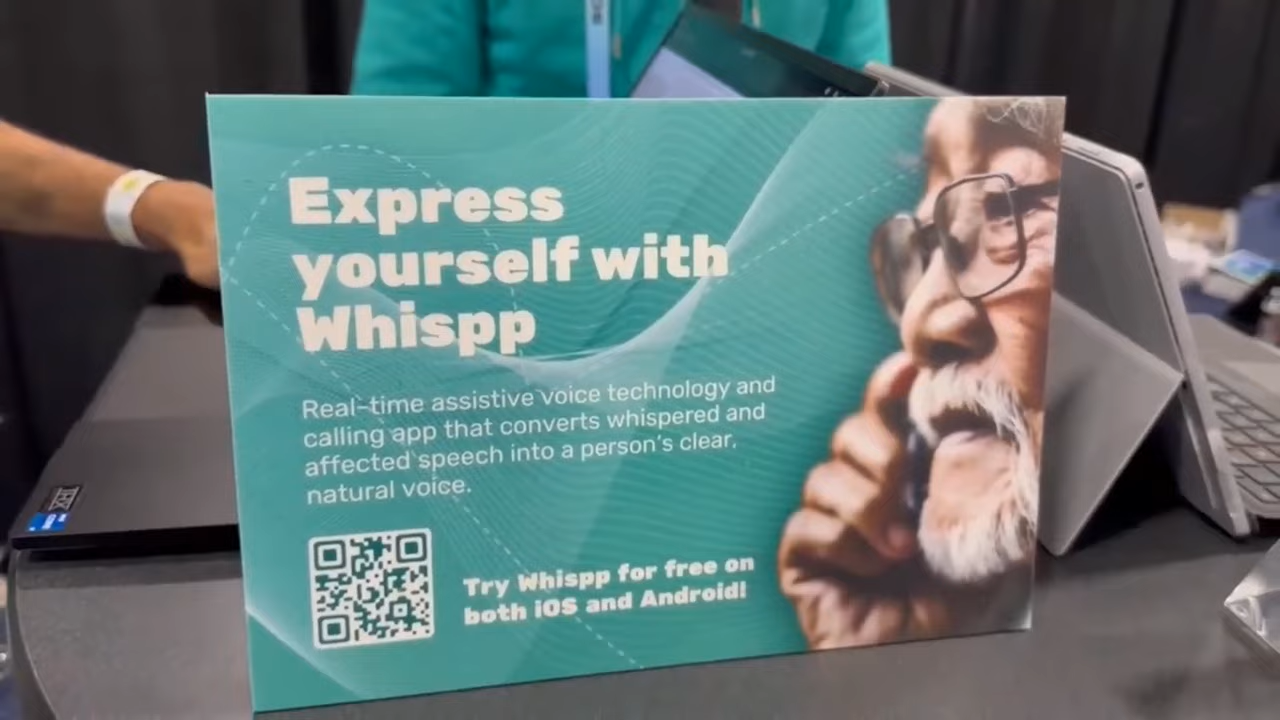 Express
yourself with
Whispp
Real-time assistive voice technology and
calling app that converts whispered and
affected speech into a person's clear,
natural voice.
Try Whispp for free on
both iOS and Android!